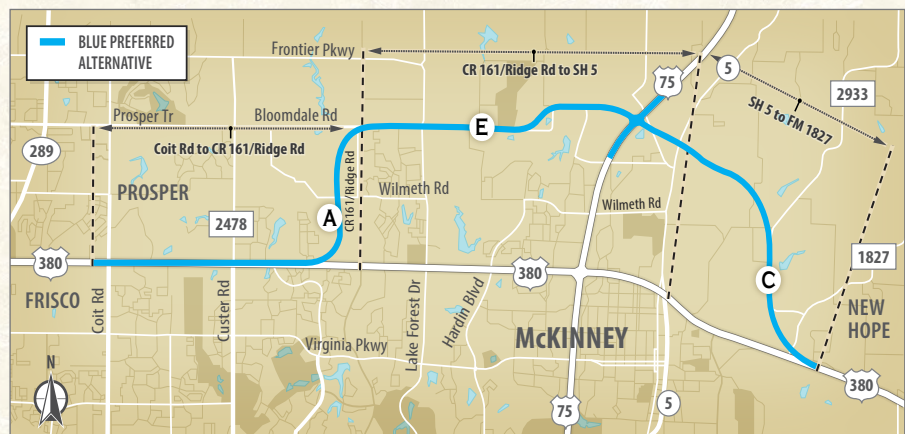 BLUE PREFERRED
ALTERNATIVE
Frontier Pkwy
CR 161/Ridge Rd to SH 5
75
5
2933
SH 5 to FM 1827
Prosper Tr
Bloomdale Rd
Coit Rd to CR 161/Ridge Rd
E
289
PROSPER
CR161/Ridge Rd
Wilmeth Rd
Wilmeth Rd
A
2478
1827
380
380
C
FRISCO
Coit Rd
Custer Rd
Lake Forest Dr
Hardin Blvd
McKINNEY
NEW
HOPE
Virginia Pkwy
N
75
5
380